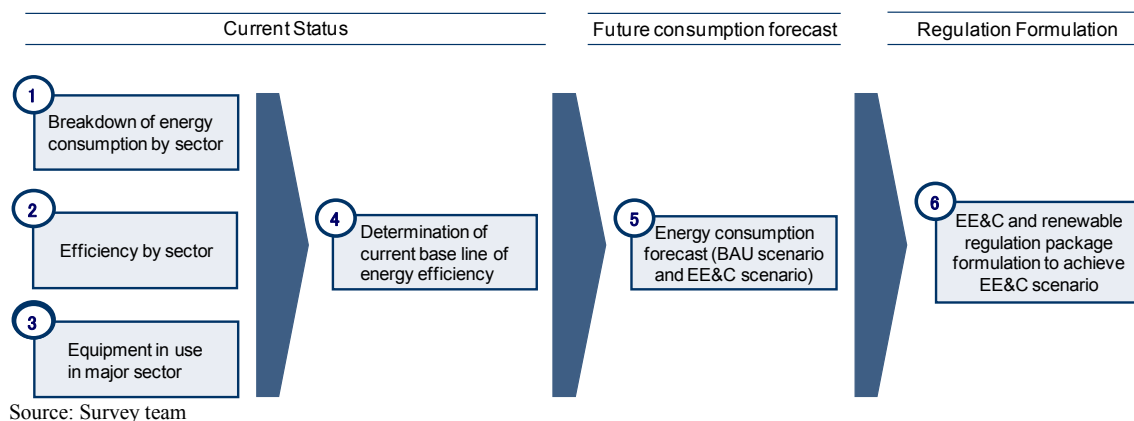 Current Status
Future consumption forecast
Regulation Formulation
1
Breakdown of energy
consumption by sector
2
Efficiency by sector
3
Equipment in use
in major sector
4
Determination of
current base line of
energy efficiency
5
Energy consumption
forecast (BAU scenario
and EE&C scenario)
6
EE&C and renewable
regulation package
formulation to achieve
EE&C scenario
Source: Survey team